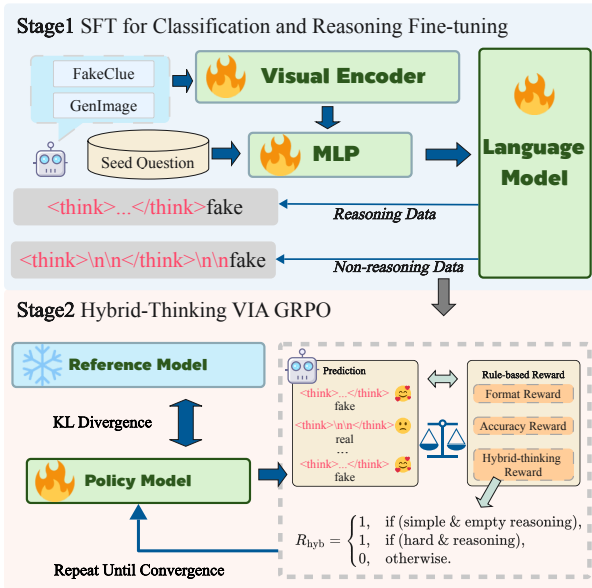 Stage1 SFT for Classification and Reasoning Fine-tuning
FakeClue
GenImage
Visual Encoder
Seed Question
MLP
Language
Model
<think>...</think>fake
Reasoning Data
<think>\n\n</think>\n\nfake
Non-reasoning Data
Stage2 Hybrid-Thinking VIA GRPO
Reference Model
KL Divergence
Policy Model
Repeat Until Convergence
Prediction
<think>...</think>
fake
<think>\n\n</think>
real
...
<think>...</think>
fake
Rule-based Reward
Format Reward
Accuracy Reward
Hybrid-thinking
Reward
R_hyb = { 1, if (simple & empty reasoning),
1, if (hard & reasoning),
0, otherwise.